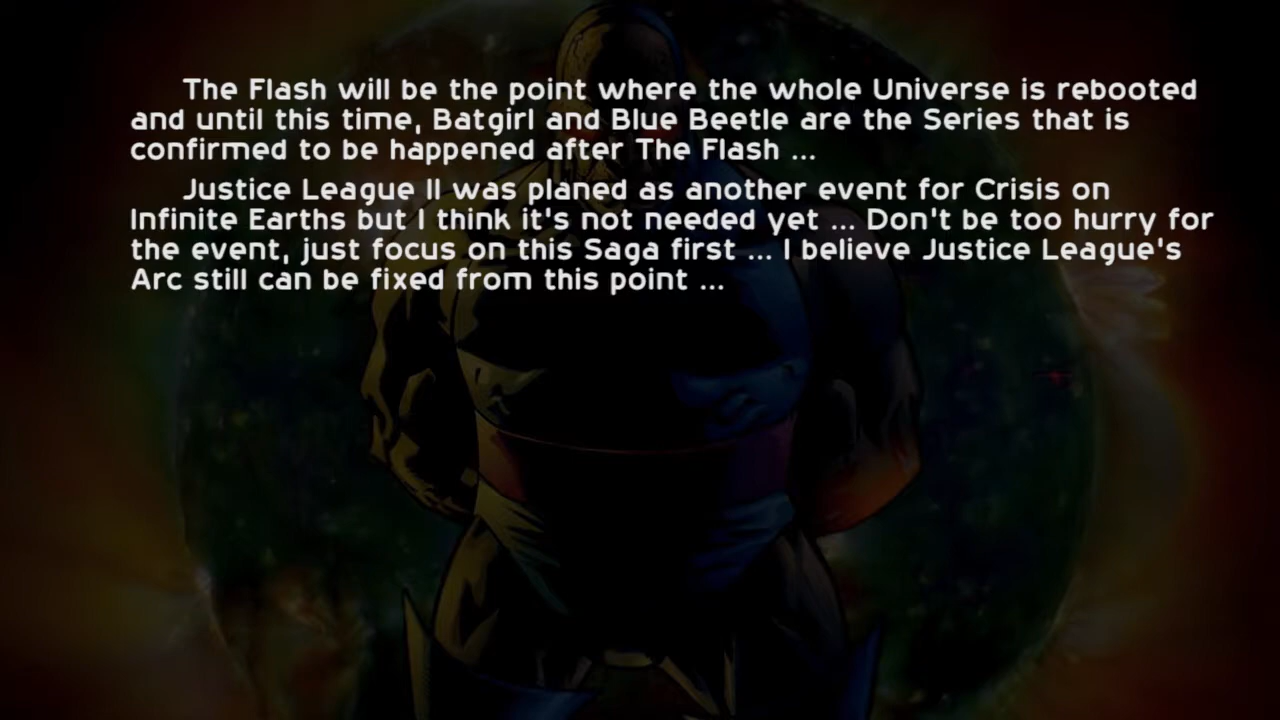 The Flash will be the point where the whole Universe is rebooted
and until this time, Batgirl and Blue Beetle are the Series that is
confirmed to be happened after The Flash ...
Justice League II was planed as another event for Crisis on
Infinite Earths but I think it's not needed yet ... Don't be too hurry for
the event, just focus on this Saga first ... I believe Justice League's
Arc still can be fixed from this point ...